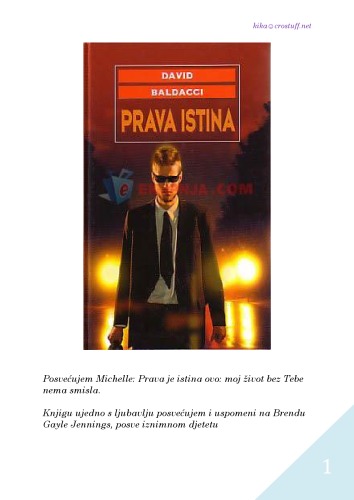 kika@crostuff.net
DAVID
BALDACCI
PRAVA ISTINA
Posvećujem Michelle: Prava je istina ovo: moj život bez Tebe
nema smisla.
Knjigu ujedno s ljubavlju posvećujem i uspomeni na Brendu
Gayle Jennings, posve iznimnom djetetu
1